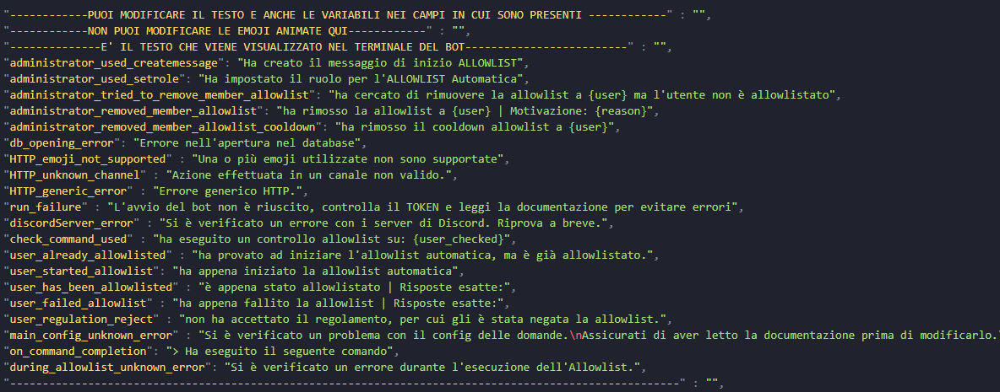 "------------PUOI MODIFICARE IL TESTO E ANCHE LE VARIABILI NEI CAMPI IN CUI SONO PRESENTI ------------" : "",
"------------NON PUOI MODIFICARE LE EMOJI ANIMATE QUI------------" : "",
"--------------E' IL TESTO CHE VIENE VISUALIZZATO NEL TERMINALE DEL BOT-------------------------" : "",
"administrator_used_createmessage": "Ha creato il messaggio di inizio ALLOWLIST",
"administrator_used_setrole": "Ha impostato il ruolo per l'ALLOWLIST Automatica",
"administrator_tried_to_remove_member_allowlist": "ha cercato di rimuovere la allowlist a {user} ma l'utente non è allowlistato",
"administrator_removed_member_allowlist": "ha rimosso la allowlist a {user} | Motivazione: {reason}",
"administrator_removed_member_allowlist_cooldown": "ha rimosso il cooldown allowlist a {user}",
"db_opening_error": "Errore nell'apertura nel database",
"HTTP_emoji_not_supported" : "Una o più emoji utilizzate non sono supportate",
"HTTP_unknown_channel" : "Azione effettuata in un canale non valido.",
"HTTP_generic_error" : "Errore generico HTTP.",
"run_failure" : "L'avvio del bot non è riuscito, controlla il TOKEN e leggi la documentazione per evitare errori",
"discordServer_error" : "Si è verificato un errore con i server di Discord. Riprova a breve.",
"check_command_used" : "ha eseguito un controllo allowlist su: {user_checked}",
"user_already_allowlisted" : "ha provato ad iniziare l'allowlist automatica, ma è già allowlistato.",
"user_started_allowlist": "ha appena iniziato la allowlist automatica",
"user_has_been_allowlisted" : "è appena stato allowlistato | Risposte esatte:",
"user_failed_allowlist" : "ha appena fallito la allowlist | Risposte esatte:",
"user_regulation_reject" : "non ha accettato il regolamento, per cui gli è stata negata la allowlist.",
"main_config_unknown_error" : "Si è verificato un problema con il config delle domande.\nAssicurati di aver letto la documentazione prima di modificarlo."
"on_command_completion": "> Ha eseguito il seguente comando",
"during_allowlist_unknown_error": "Si è verificato un errore durante l'esecuzione dell'Allowlist.",
"-------------------------------------------------------------------------------------------------------" : "",